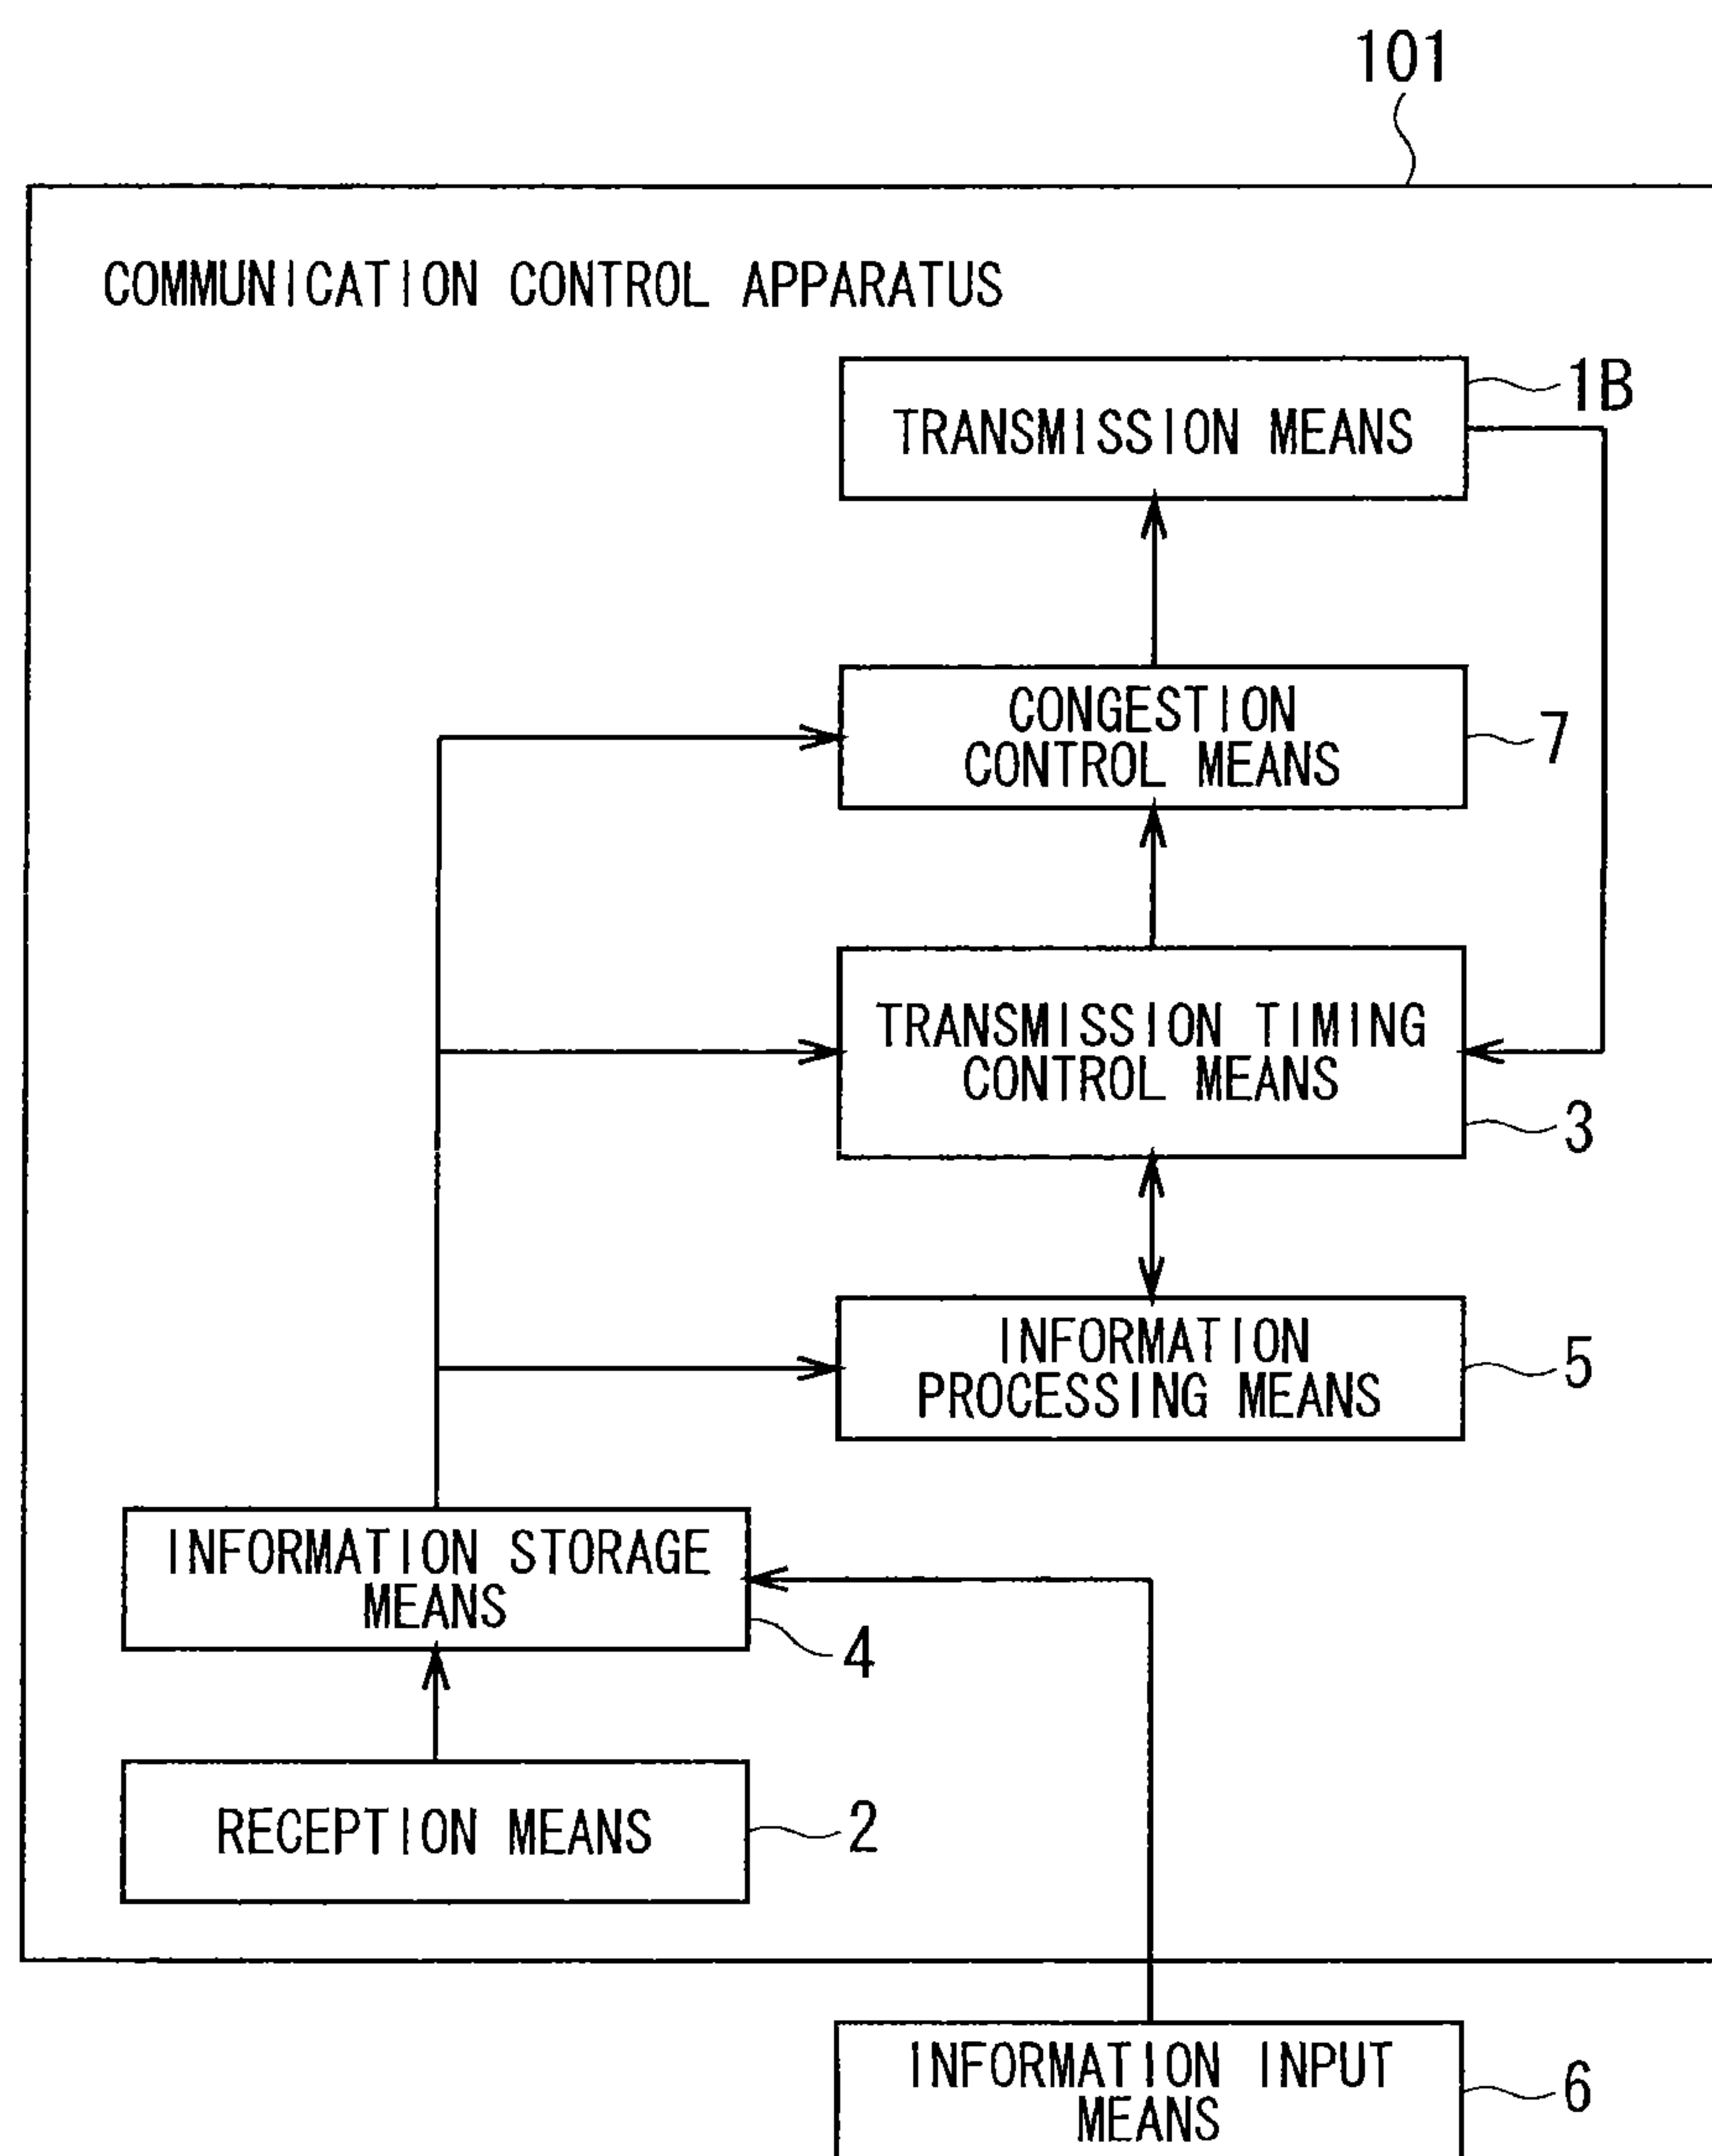 101
COMMUNICATION CONTROL APPARATUS
TRANSMISSION MEANS
1B
CONGESTION
CONTROL MEANS
7
TRANSMISSION TIMING
CONTROL MEANS
3
INFORMATION
PROCESSING MEANS
5
INFORMATION STORAGE
MEANS
4
RECEPTION MEANS
2
INFORMATION INPUT
MEANS
6